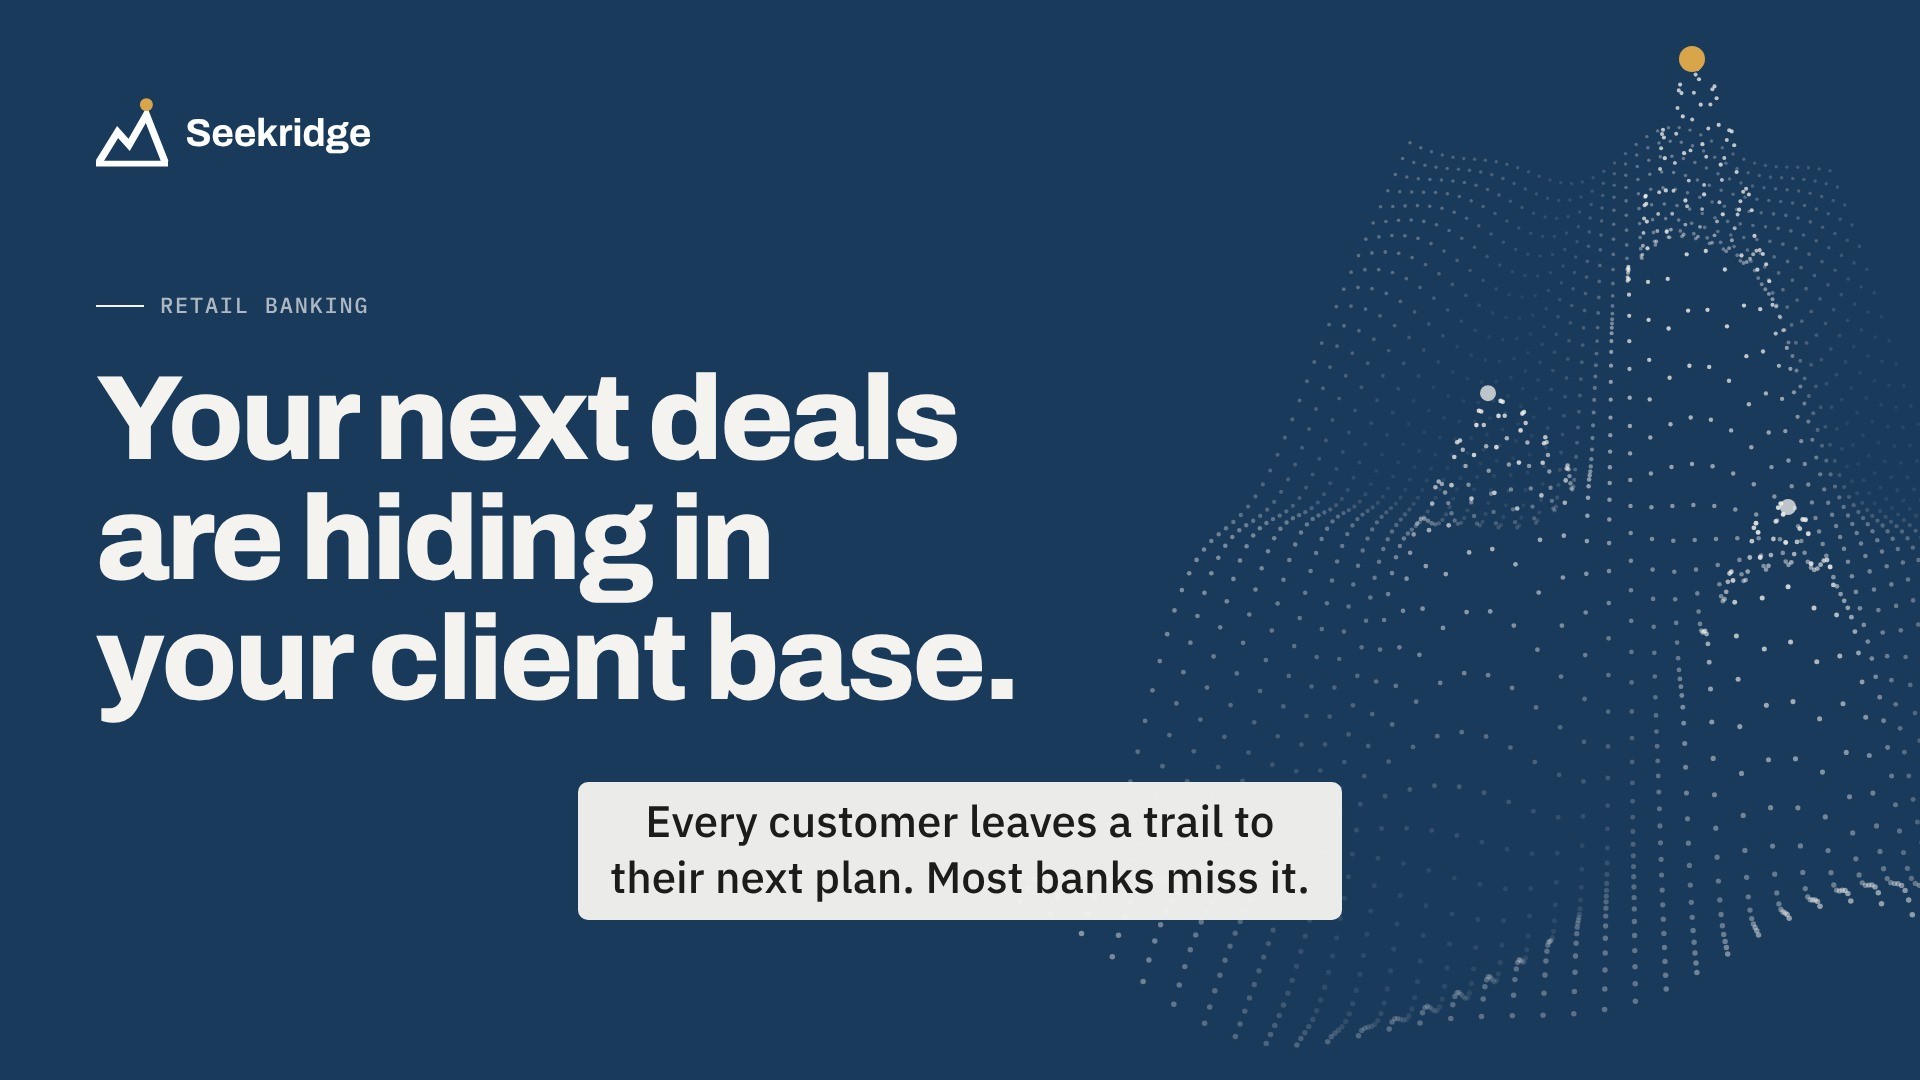 Seekridge
RETAIL BANKING
Your next deals
are hiding in
your client base.
Every customer leaves a trail to
their next plan. Most banks miss it.